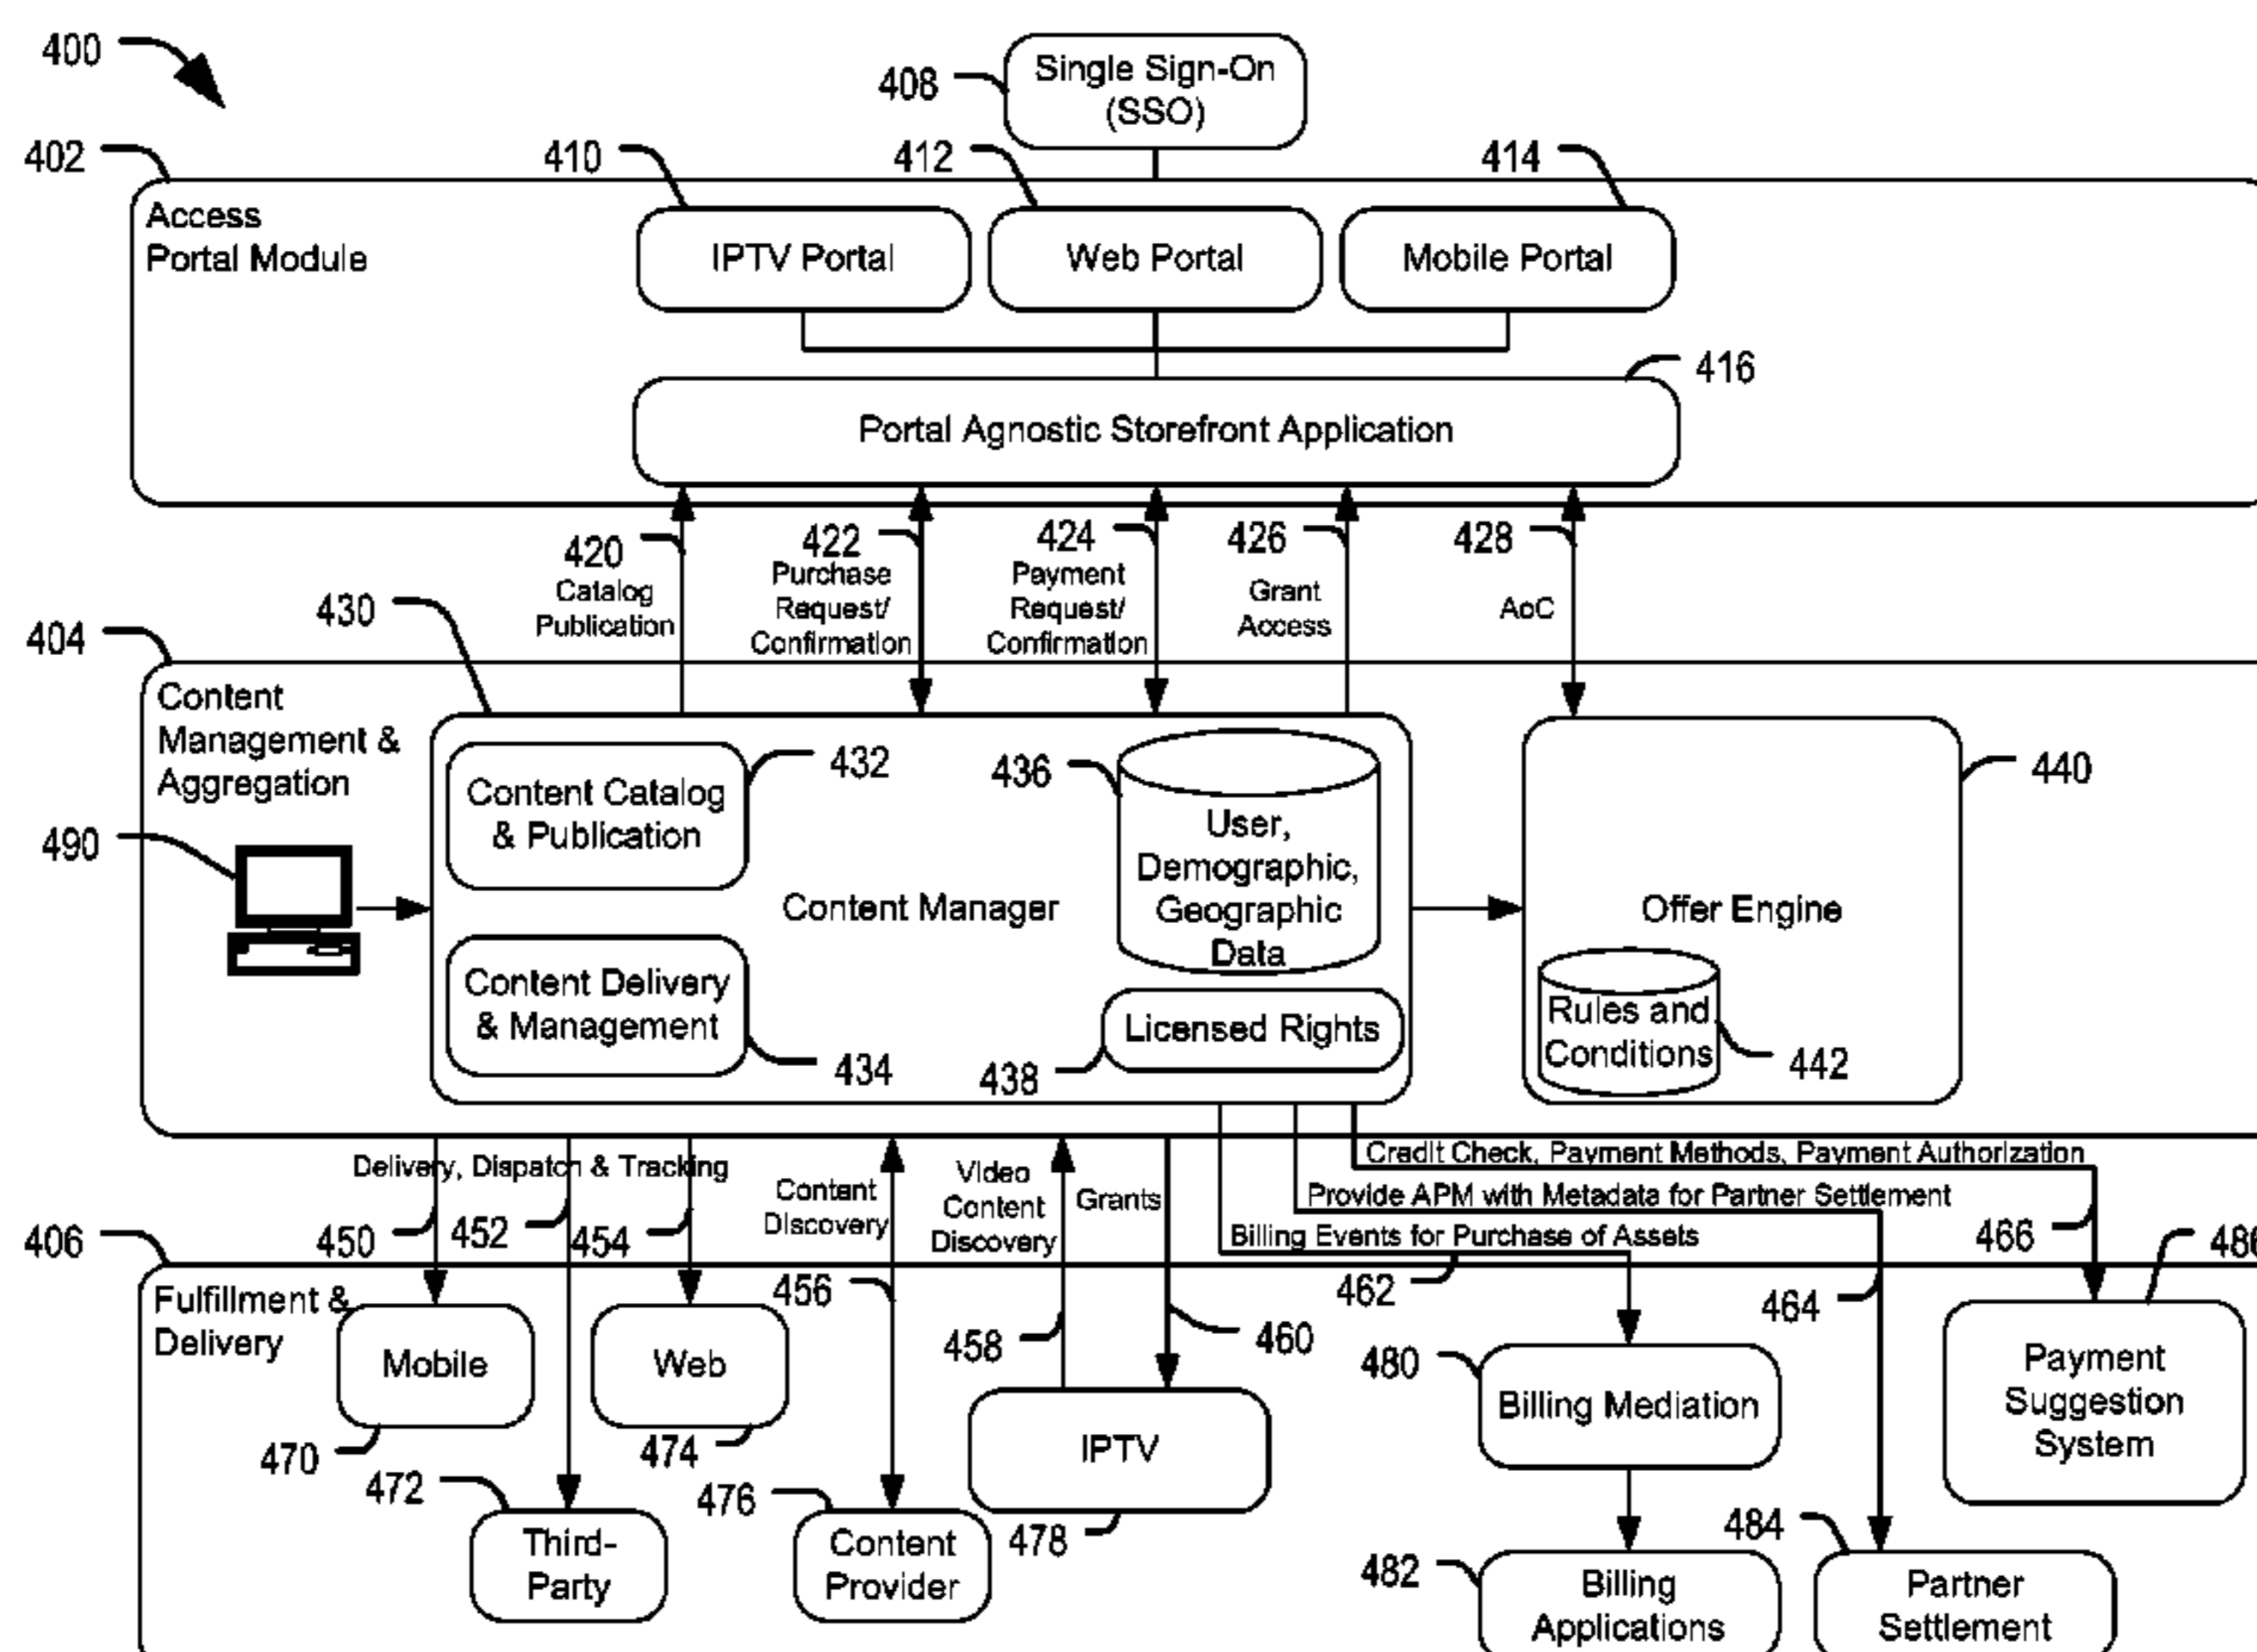 400
408
Single Sign-On
(SSO)
402
410
412
414
Access
Portal Module
IPTV Portal
Web Portal
Mobile Portal
416
Portal Agnostic Storefront Application
420
Catalog
Publication
422
Purchase
Request/
Confirmation
424
Payment
Request/
Confirmation
426
Grant
Access
428
AoC
430
404
Content
Management &
Aggregation
490
Content Catalog
& Publication
432
Content Manager
Content Delivery
& Management
434
436
User,
Demographic,
Geographic
Data
Licensed Rights
438
440
Offer Engine
Rules and
Conditions
442
Delivery, Dispatch & Tracking
450
452
454
Content
Discovery
456
Video
Content
Discovery
458
Grants
460
Credit Check, Payment Methods, Payment Authorization
Provide APM with Metadata for Partner Settlement
Billing Events for Purchase of Assets
462
464
466
486
406
Fulfillment &
Delivery
Mobile
470
Web
474
472
Third-
Party
476
Content
Provider
IPTV
478
480
Billing Mediation
482
Billing
Applications
484
Partner
Settlement
Payment
Suggestion
System